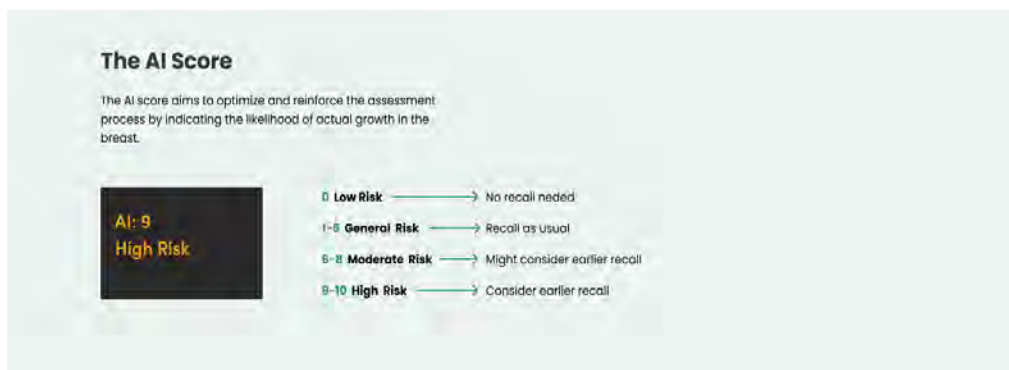 The AI Score
The AI score aims to optimize and reinforce the assessment
process by indicating the likelihood of actual growth in the
breast.
AI: 9
High Risk
0 Low Risk → No recall neded
1-5 General Risk → Recall as usual
6-8 Moderate Risk → Might consider earlier recall
9-10 High Risk → Consider earlier recall